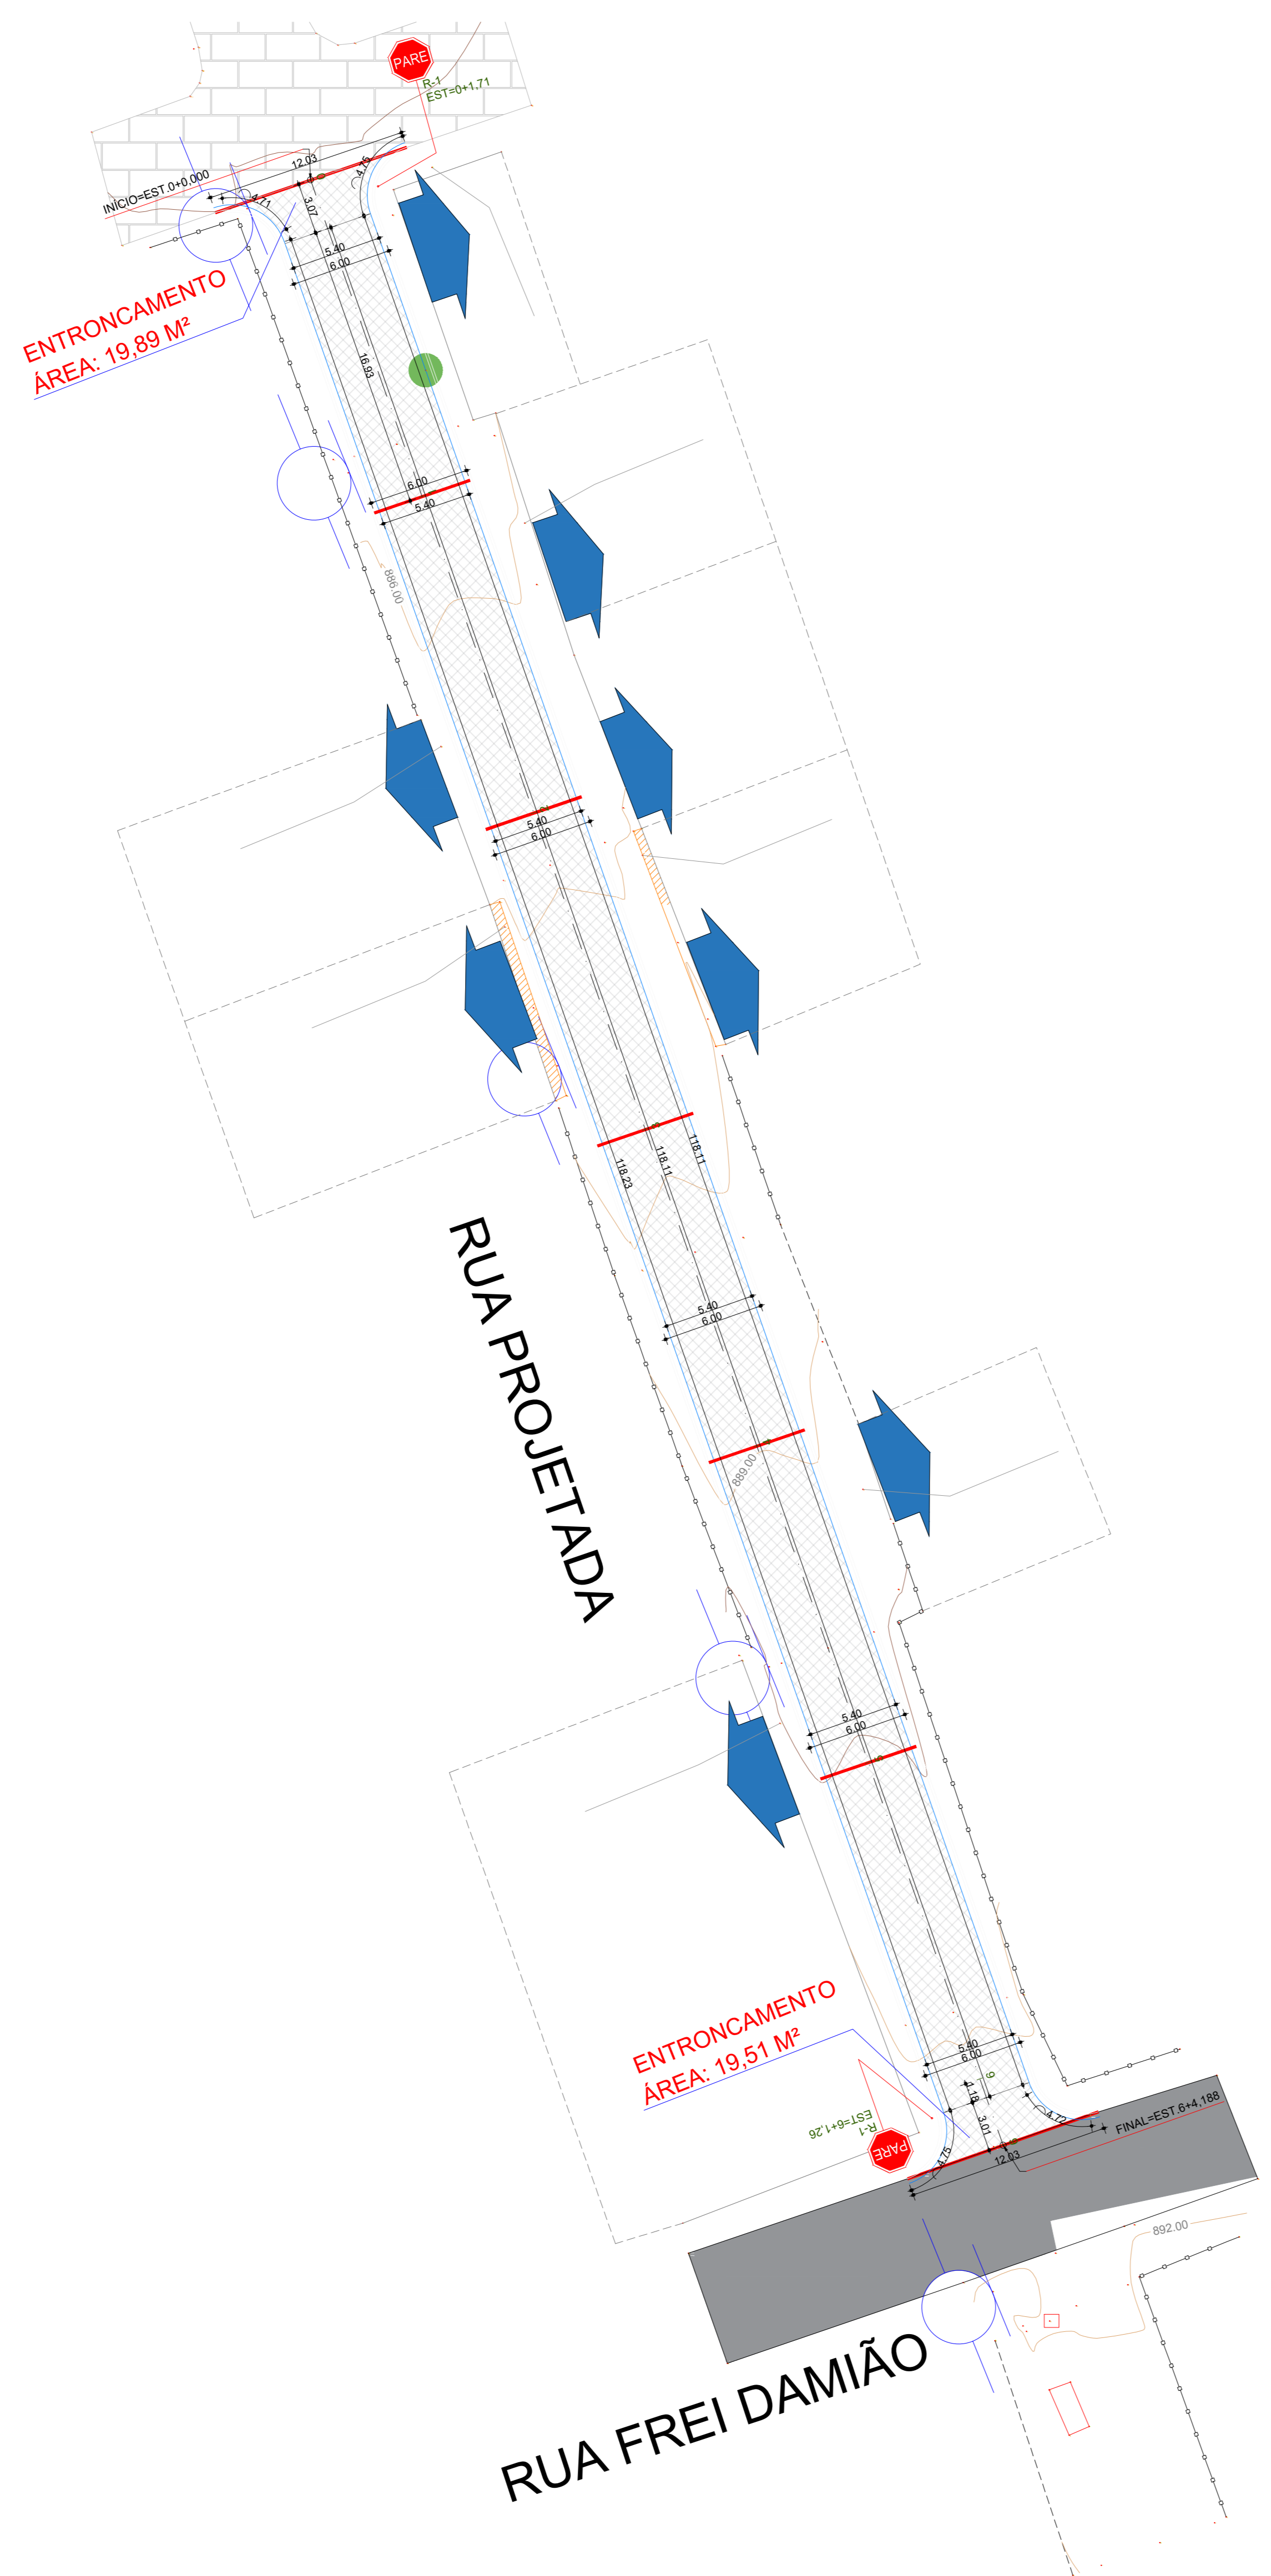 PARE
R-1
EST=0+1,71
12.03
4.75
INÍCIO=EST.0+0,000
4.71
3.07
5.40
6.00
ENTRONCAMENTO
ÁREA: 19,89 M²
16.93
6.00
5.40
886.00
5.40
6.00
118.11
118.11
118.23
RUA PROJETADA
5.40
6.00
889.00
5.40
6.00
ENTRONCAMENTO
ÁREA: 19,51 M²
5.40
6.00
6
4.18
3.01
4.72
FINAL=EST.6+4,188
R-1
EST=6+1,26
PARE
4.75
12.03
892.00
RUA FREI DAMIÃO